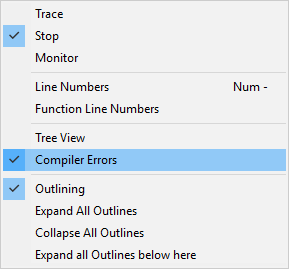 Trace
Stop
Monitor
Line Numbers Num -
Function Line Numbers
Tree View
Compiler Errors
Outlining
Expand All Outlines
Collapse All Outlines
Expand all Outlines below here